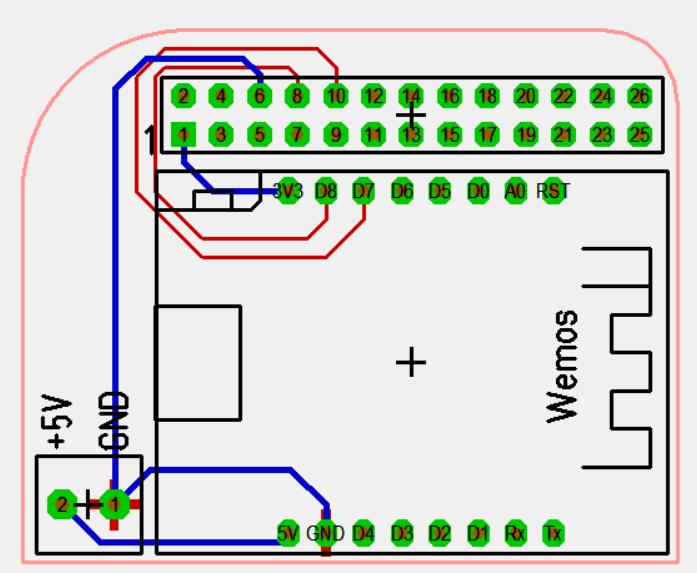 2 4 6 8 10 12 14 16 18 20 22 24 26
1 1 3 5 7 9 11 13 15 17 19 21 23 25
3V3 D8 D7 D6 D5 D0 A0 RST
Wemos
+5V GND
2 1
5V GND D4 D3 D2 D1 Rx Tx